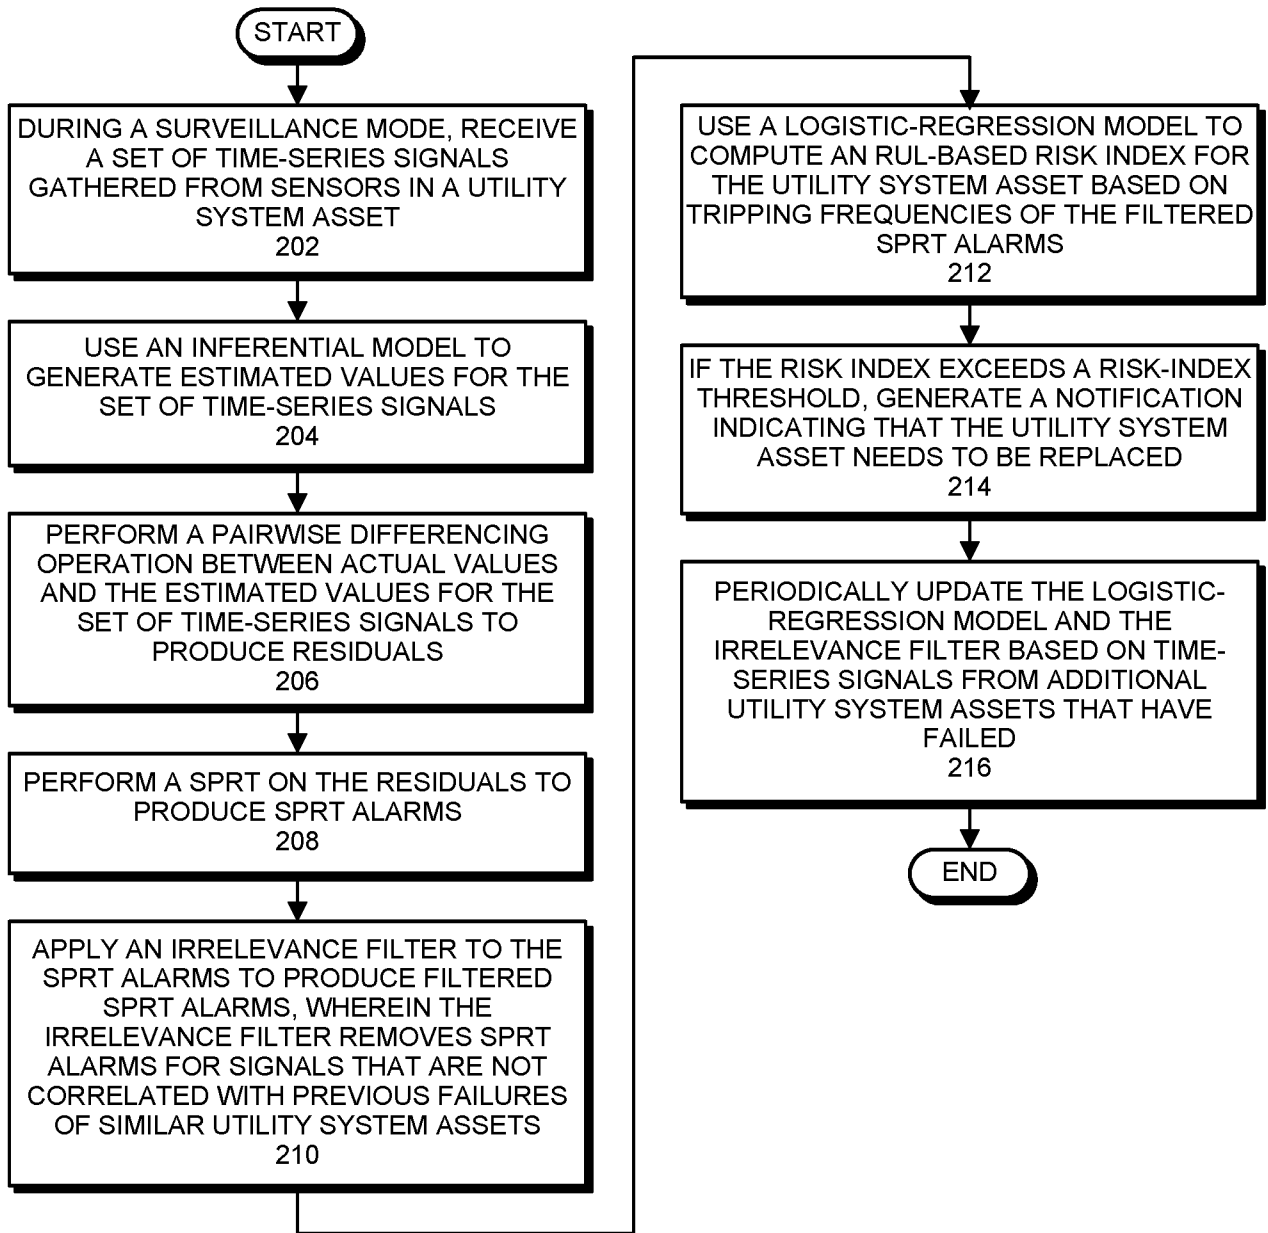 START
DURING A SURVEILLANCE MODE, RECEIVE
A SET OF TIME-SERIES SIGNALS
GATHERED FROM SENSORS IN A UTILITY
SYSTEM ASSET
202
USE AN INFERENTIAL MODEL TO
GENERATE ESTIMATED VALUES FOR THE
SET OF TIME-SERIES SIGNALS
204
PERFORM A PAIRWISE DIFFERENCING
OPERATION BETWEEN ACTUAL VALUES
AND THE ESTIMATED VALUES FOR THE
SET OF TIME-SERIES SIGNALS TO
PRODUCE RESIDUALS
206
PERFORM A SPRT ON THE RESIDUALS TO
PRODUCE SPRT ALARMS
208
APPLY AN IRRELEVANCE FILTER TO THE
SPRT ALARMS TO PRODUCE FILTERED
SPRT ALARMS, WHEREIN THE
IRRELEVANCE FILTER REMOVES SPRT
ALARMS FOR SIGNALS THAT ARE NOT
CORRELATED WITH PREVIOUS FAILURES
OF SIMILAR UTILITY SYSTEM ASSETS
210
USE A LOGISTIC-REGRESSION MODEL TO
COMPUTE AN RUL-BASED RISK INDEX FOR
THE UTILITY SYSTEM ASSET BASED ON
TRIPPING FREQUENCIES OF THE FILTERED
SPRT ALARMS
212
IF THE RISK INDEX EXCEEDS A RISK-INDEX
THRESHOLD, GENERATE A NOTIFICATION
INDICATING THAT THE UTILITY SYSTEM
ASSET NEEDS TO BE REPLACED
214
PERIODICALLY UPDATE THE LOGISTIC-
REGRESSION MODEL AND THE
IRRELEVANCE FILTER BASED ON TIME-
SERIES SIGNALS FROM ADDITIONAL
UTILITY SYSTEM ASSETS THAT HAVE
FAILED
216
END